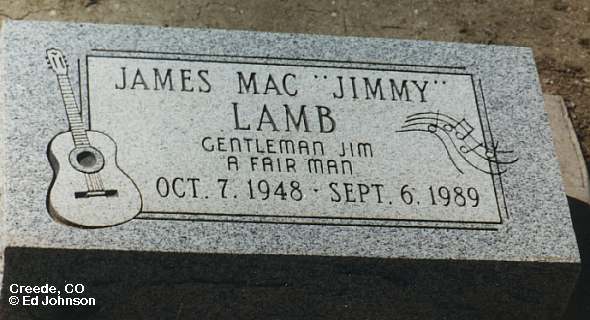 JAMES MAC "JIMMY"
LAMB
GENTLEMAN JIM
A FAIR MAN
OCT. 7. 1948 · SEPT. 6. 1989
Creede, CO
© Ed Johnson